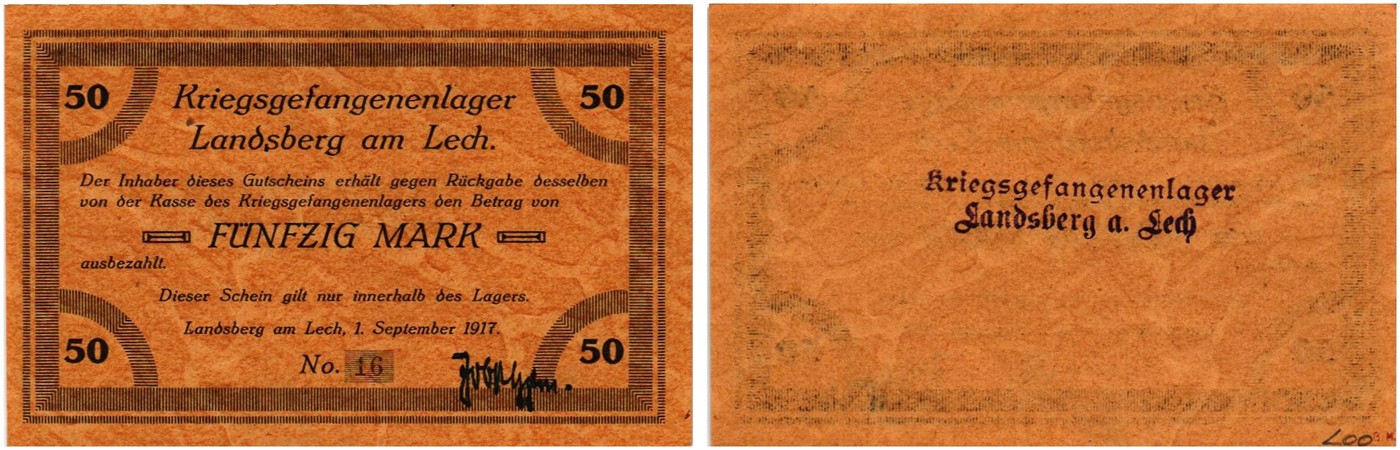 50 Kriegsgefangenenlager 50
Landsberg am Lech.
Der Inhaber dieses Gutscheins erhält gegen Rückgabe desselben
von der Kasse des Kriegsgefangenenlagers den Betrag von
FÜNFZIG MARK
ausbezahlt.
Dieser Schein gilt nur innerhalb des Lagers.
Landsberg am Lech, 1. September 1917.
50 No. 16 50
Kriegsgefangenenlager
Landsberg a. Lech